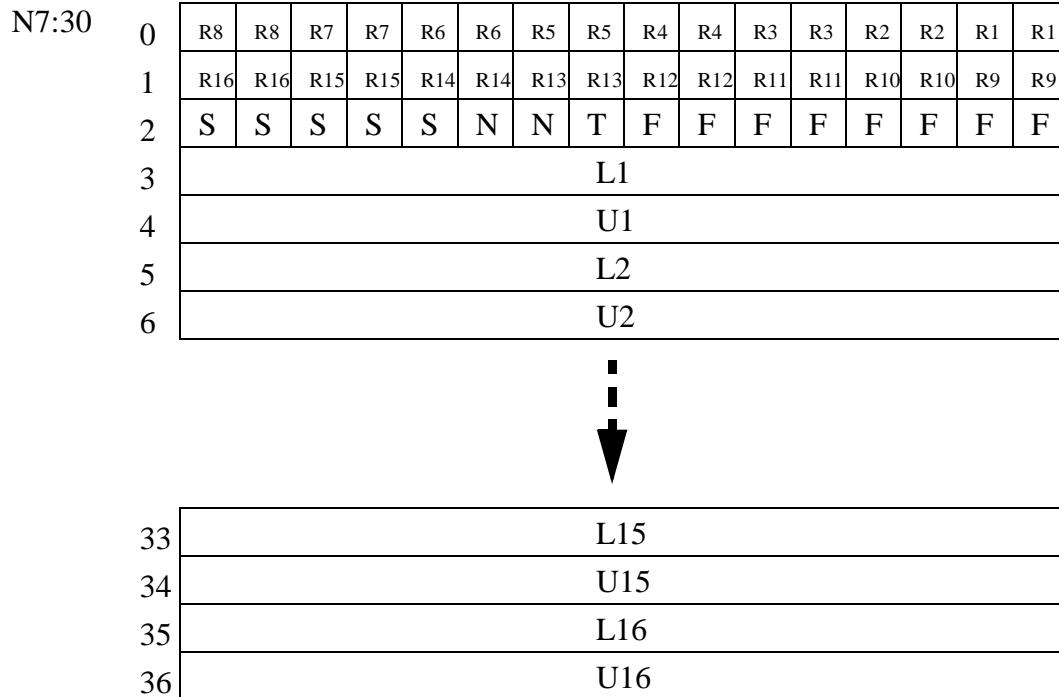 N7:30 0 R8 R8 R7 R7 R6 R6 R5 R5 R4 R4 R3 R3 R2 R2 R1 R1
1 R16 R16 R15 R15 R14 R14 R13 R13 R12 R12 R11 R11 R10 R10 R9 R9
2 S S S S S N N T F F F F F F F F
3 L1
4 U1
5 L2
6 U2
33 L15
34 U15
35 L16
36 U16